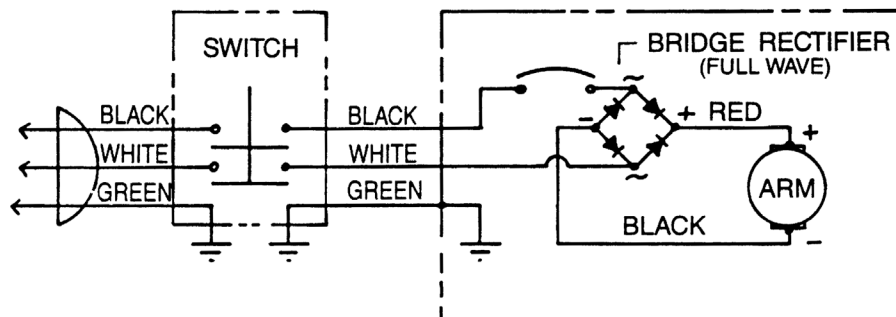 SWITCH
BRIDGE RECTIFIER
(FULL WAVE)
~
BLACK
BLACK
-
+
RED
+
WHITE
WHITE
~
GREEN
GREEN
ARM
BLACK
-